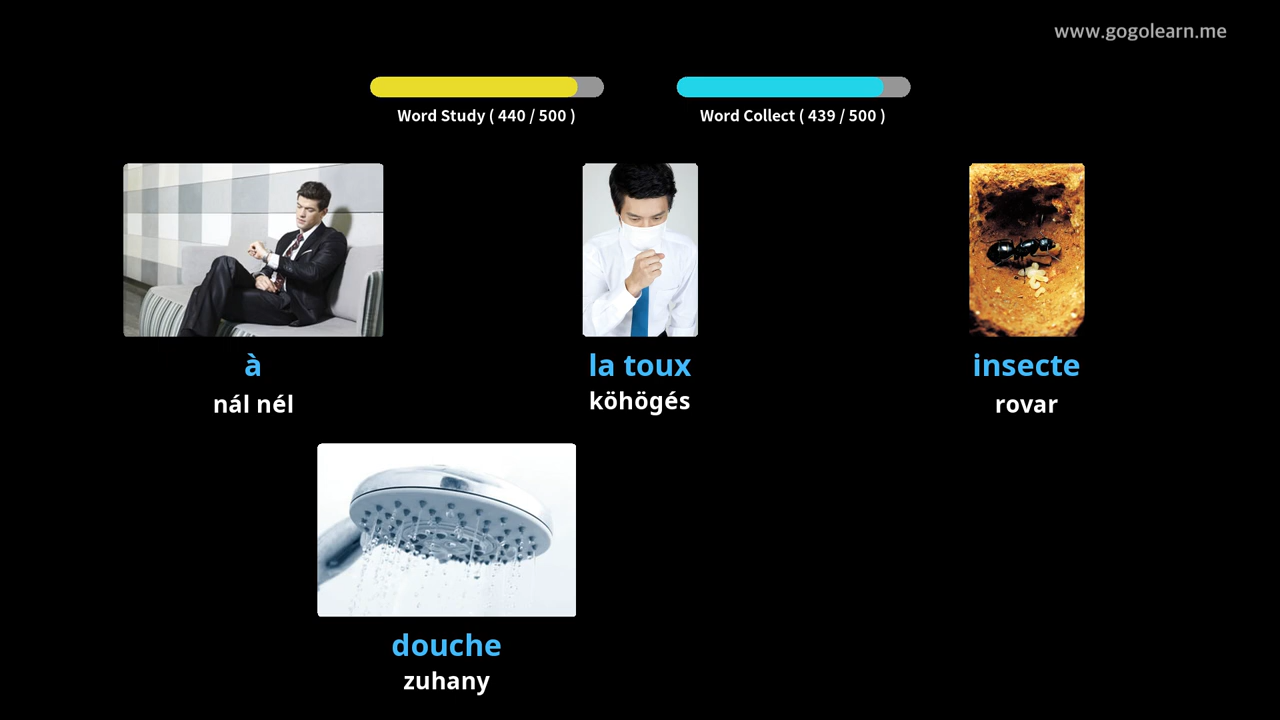 www.gogolearn.me
Word Study ( 440 / 500 )
Word Collect ( 439 / 500 )
à
nál nél
la toux
köhögés
insecte
rovar
douche
zuhany